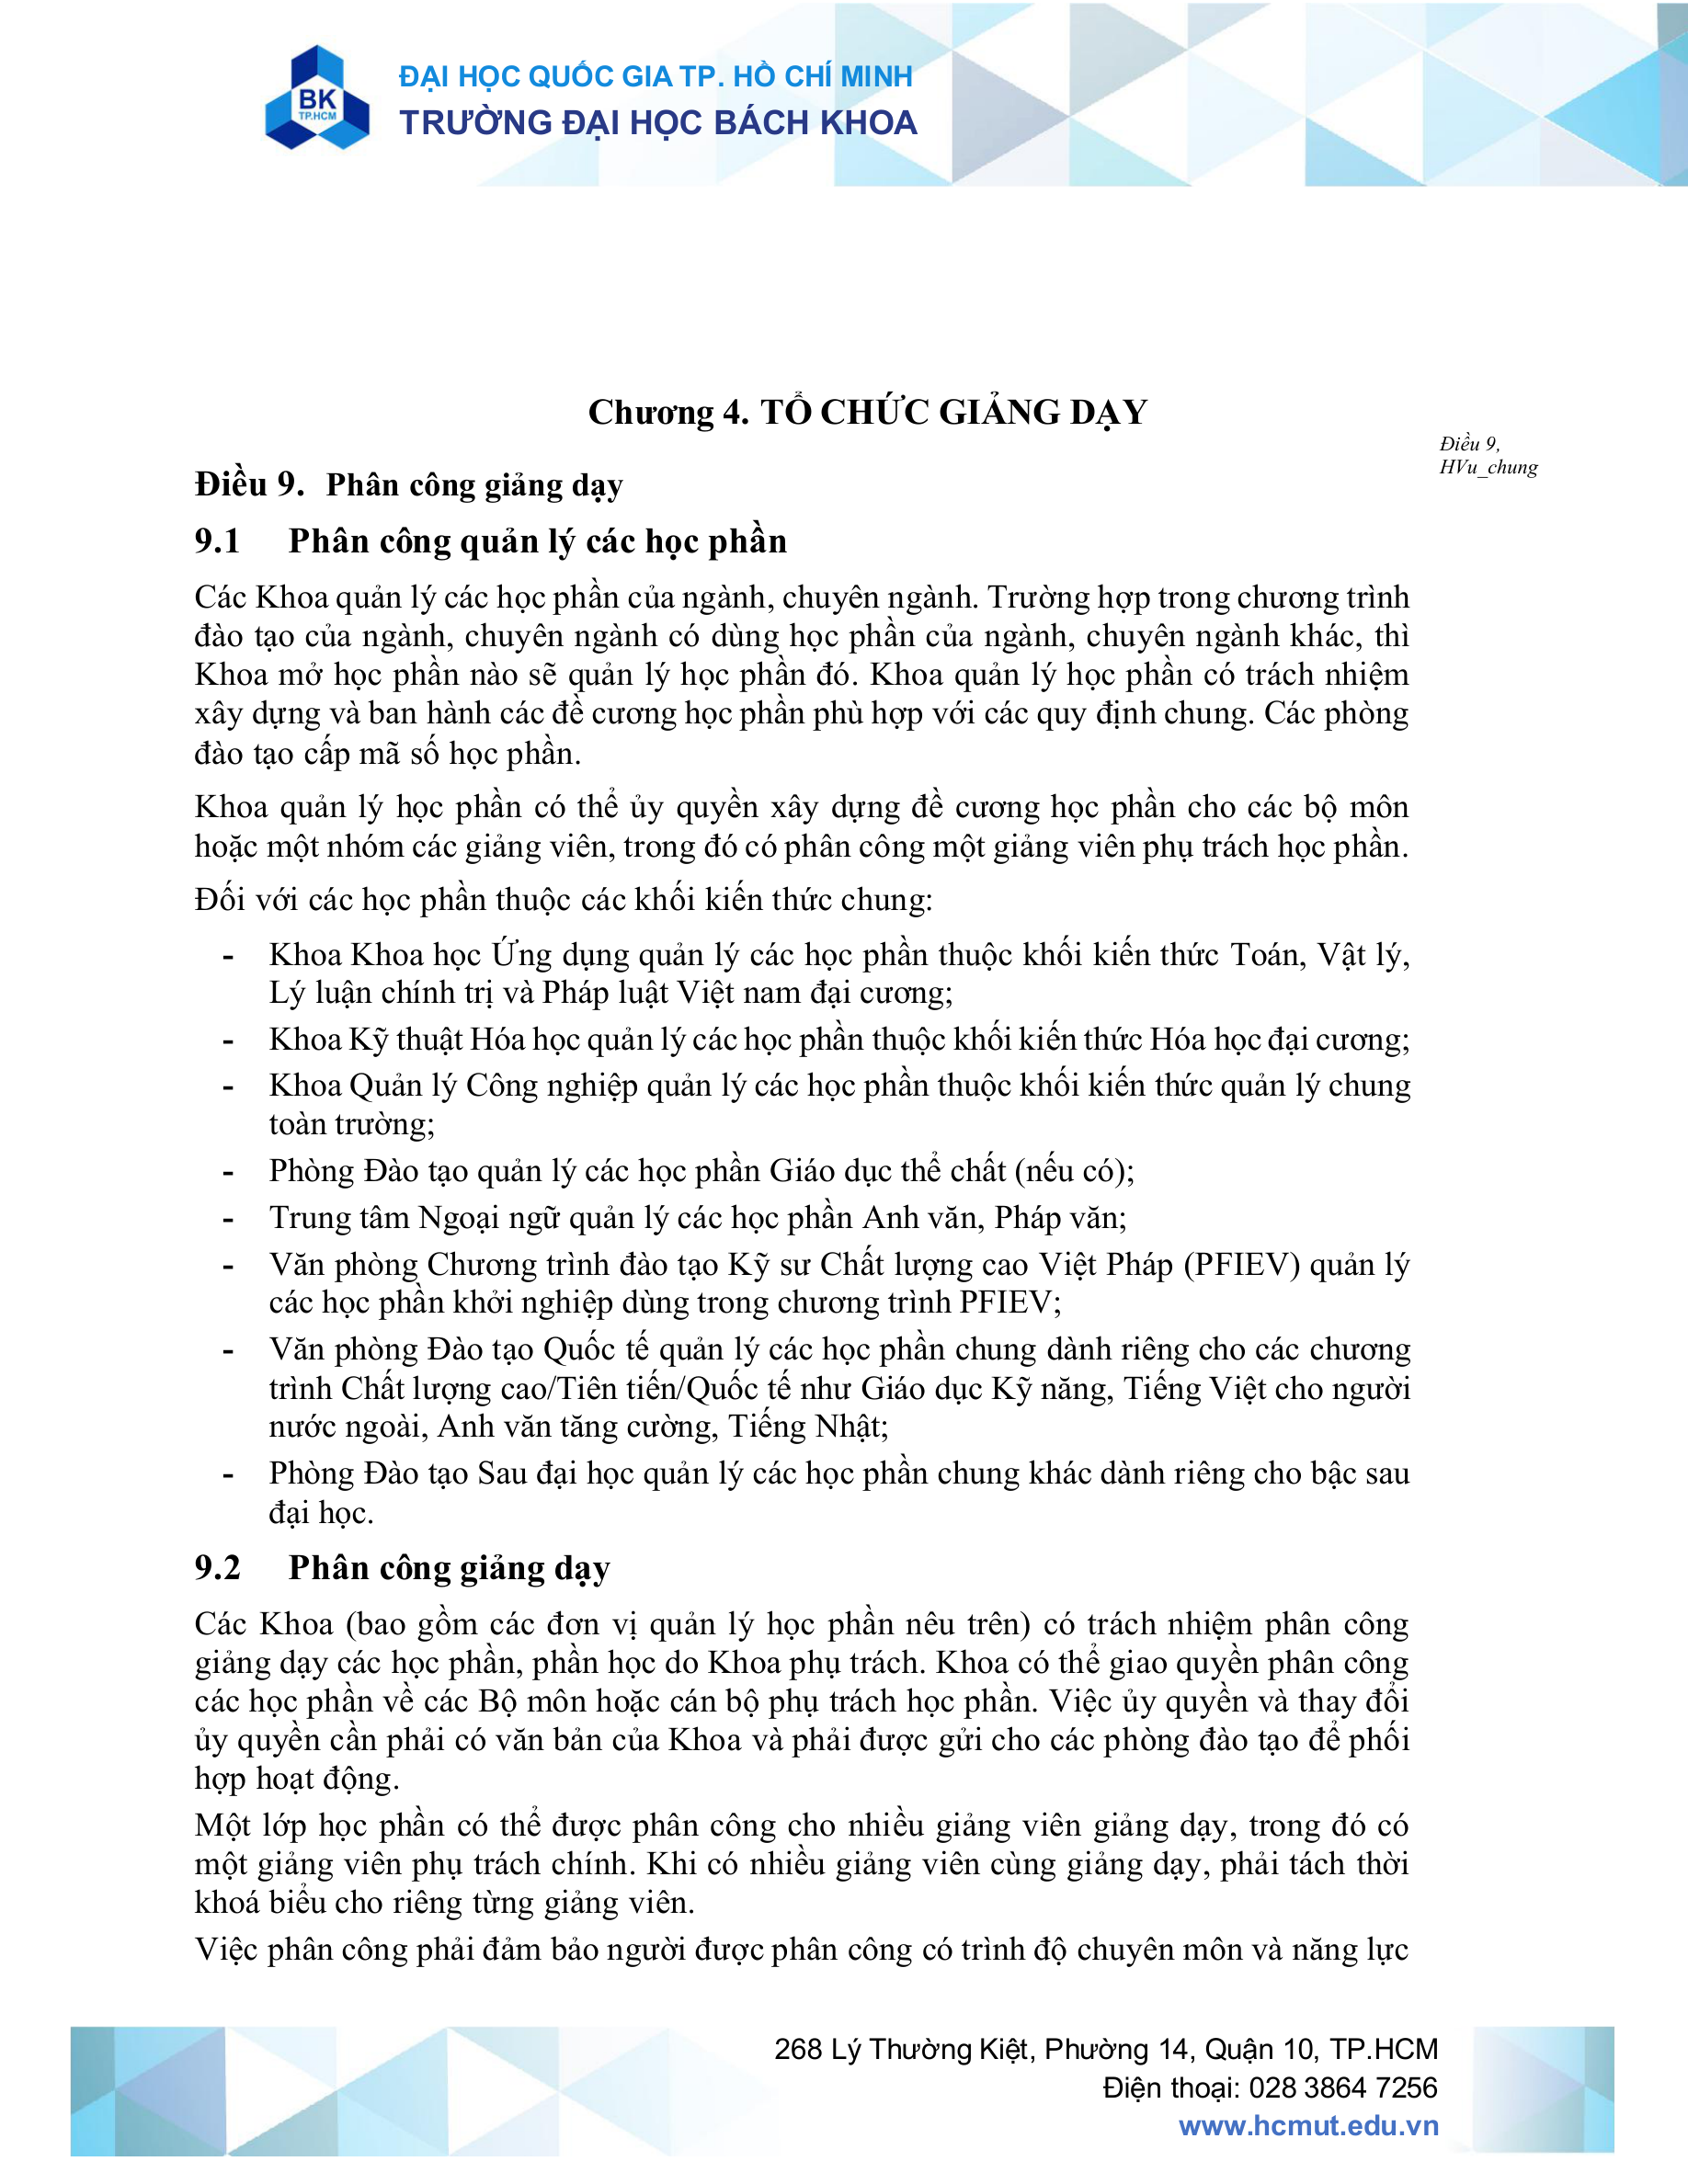 ĐẠI HỌC QUỐC GIA TP. HỒ CHÍ MINH
TRƯỜNG ĐẠI HỌC BÁCH KHOA
BK
TP.HCM
Chương 4. TỔ CHỨC GIẢNG DẠY
Điều 9,
HVu_chung
Điều 9. Phân công giảng dạy
9.1 Phân công quản lý các học phần
Các Khoa quản lý các học phần của ngành, chuyên ngành. Trường hợp trong chương trình
đào tạo của ngành, chuyên ngành có dùng học phần của ngành, chuyên ngành khác, thì
Khoa mở học phần nào sẽ quản lý học phần đó. Khoa quản lý học phần có trách nhiệm
xây dựng và ban hành các đề cương học phần phù hợp với các quy định chung. Các phòng
đào tạo cấp mã số học phần.
Khoa quản lý học phần có thể ủy quyền xây dựng đề cương học phần cho các bộ môn
hoặc một nhóm các giảng viên, trong đó có phân công một giảng viên phụ trách học phần.
Đối với các học phần thuộc các khối kiến thức chung:
- Khoa Khoa học Ứng dụng quản lý các học phần thuộc khối kiến thức Toán, Vật lý,
Lý luận chính trị và Pháp luật Việt nam đại cương;
- Khoa Kỹ thuật Hóa học quản lý các học phần thuộc khối kiến thức Hóa học đại cương;
- Khoa Quản lý Công nghiệp quản lý các học phần thuộc khối kiến thức quản lý chung
toàn trường;
- Phòng Đào tạo quản lý các học phần Giáo dục thể chất (nếu có);
- Trung tâm Ngoại ngữ quản lý các học phần Anh văn, Pháp văn;
- Văn phòng Chương trình đào tạo Kỹ sư Chất lượng cao Việt Pháp (PFIEV) quản lý
các học phần khởi nghiệp dùng trong chương trình PFIEV;
- Văn phòng Đào tạo Quốc tế quản lý các học phần chung dành riêng cho các chương
trình Chất lượng cao/Tiên tiến/Quốc tế như Giáo dục Kỹ năng, Tiếng Việt cho người
nước ngoài, Anh văn tăng cường, Tiếng Nhật;
- Phòng Đào tạo Sau đại học quản lý các học phần chung khác dành riêng cho bậc sau
đại học.
9.2 Phân công giảng dạy
Các Khoa (bao gồm các đơn vị quản lý học phần nêu trên) có trách nhiệm phân công
giảng dạy các học phần, phần học do Khoa phụ trách. Khoa có thể giao quyền phân công
các học phần về các Bộ môn hoặc cán bộ phụ trách học phần. Việc ủy quyền và thay đổi
ủy quyền cần phải có văn bản của Khoa và phải được gửi cho các phòng đào tạo để phối
hợp hoạt động.
Một lớp học phần có thể được phân công cho nhiều giảng viên giảng dạy, trong đó có
một giảng viên phụ trách chính. Khi có nhiều giảng viên cùng giảng dạy, phải tách thời
khoá biểu cho riêng từng giảng viên.
Việc phân công phải đảm bảo người được phân công có trình độ chuyên môn và năng lực
268 Lý Thường Kiệt, Phường 14, Quận 10, TP.HCM
Điện thoại: 028 3864 7256
www.hcmut.edu.vn